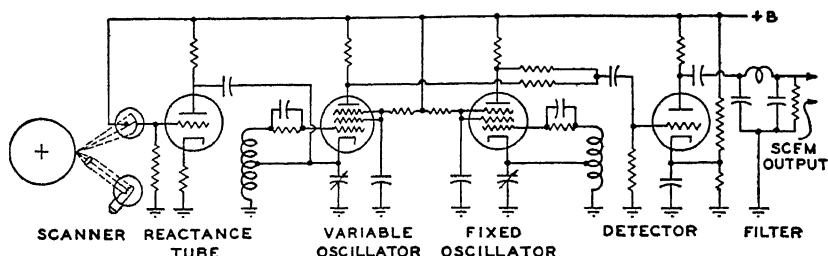 +B
SCFM
OUTPUT
SCANNER
REACTANCE
TUBE
VARIABLE
OSCILLATOR
FIXED
OSCILLATOR
DETECTOR
FILTER
+